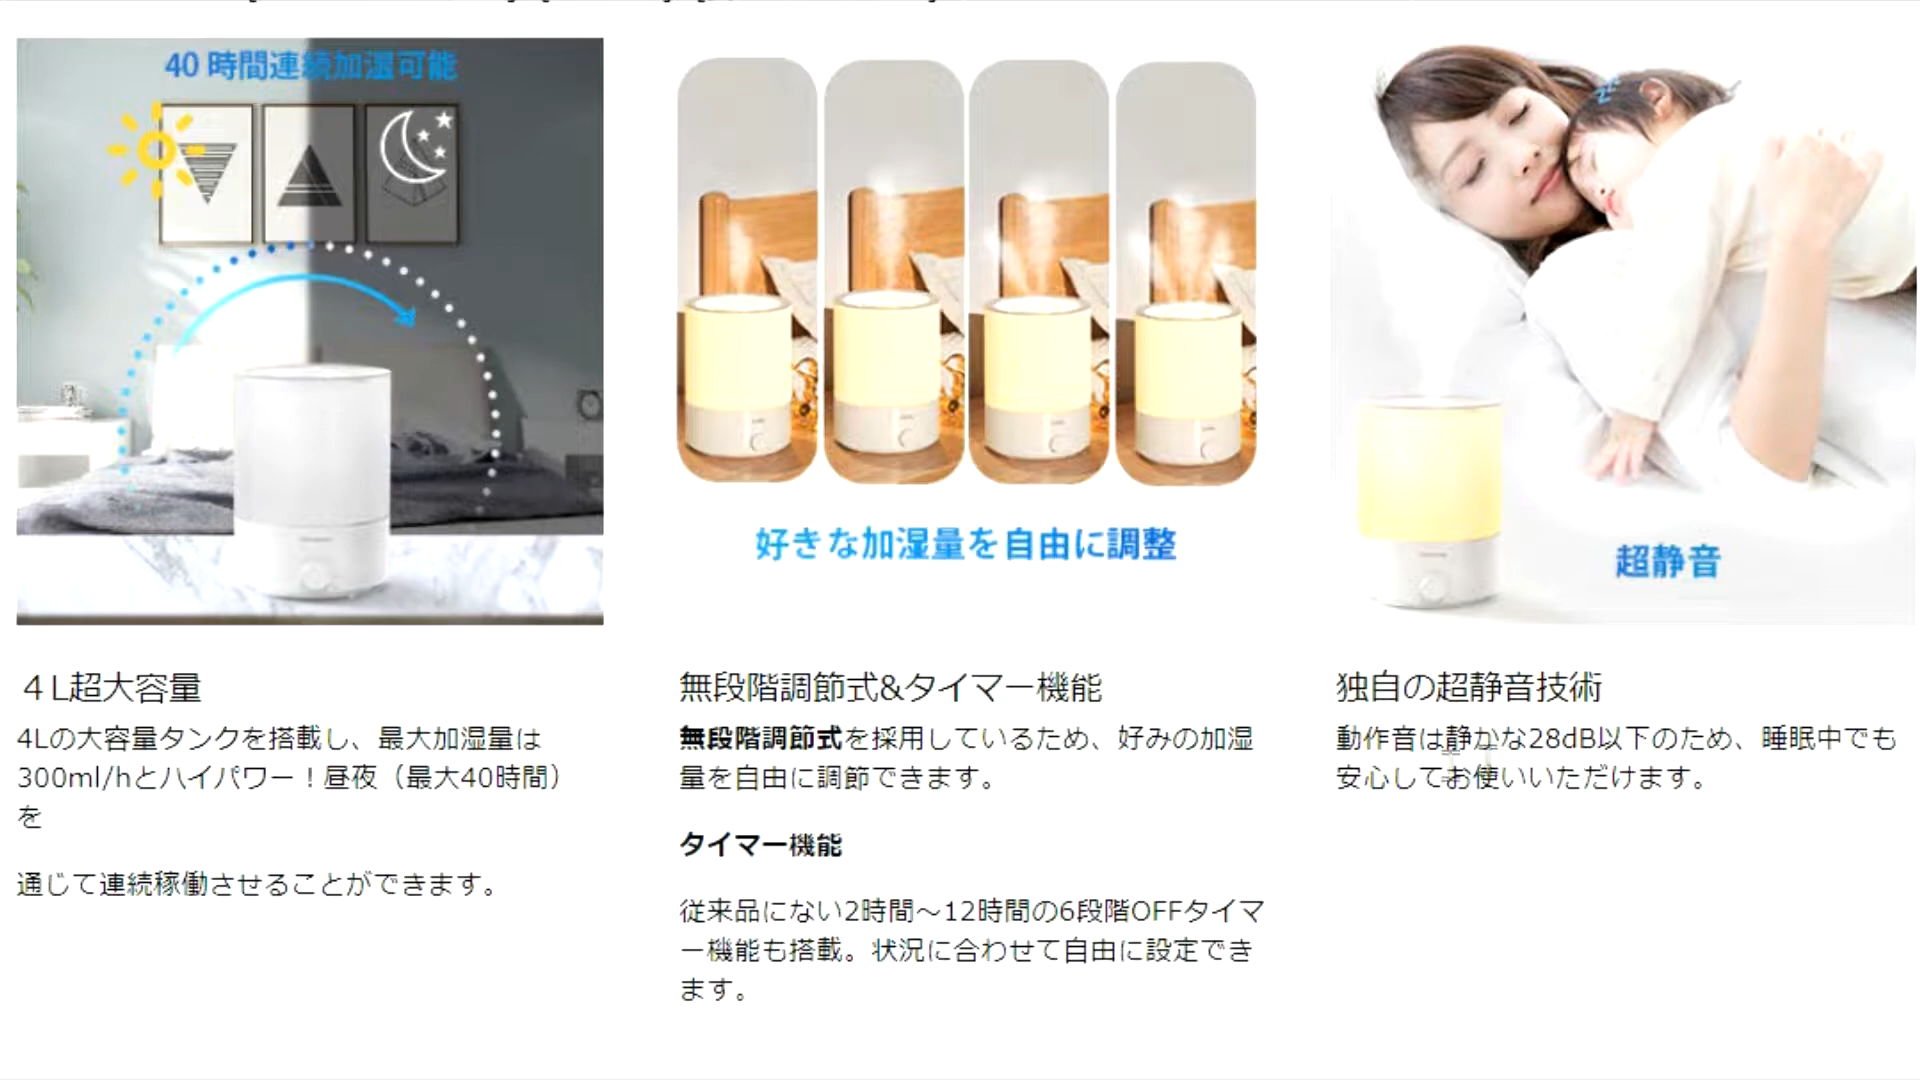 40 時間連続加湿可能
好きな加湿量を自由に調整
超静音
４L超大容量
4Lの大容量タンクを搭載し、最大加湿量は
300ml/hとハイパワー！昼夜（最大40時間）
を
通じて連続稼働させることができます。
無段階調節式&タイマー機能
無段階調節式を採用しているため、好みの加湿
量を自由に調節できます。
タイマー機能
従来品にない2時間～12時間の6段階OFFタイマ
ー機能も搭載。状況に合わせて自由に設定でき
ます。
独自の超静音技術
動作音は静かな28dB以下のため、睡眠中でも
安心してお使いいただけます。